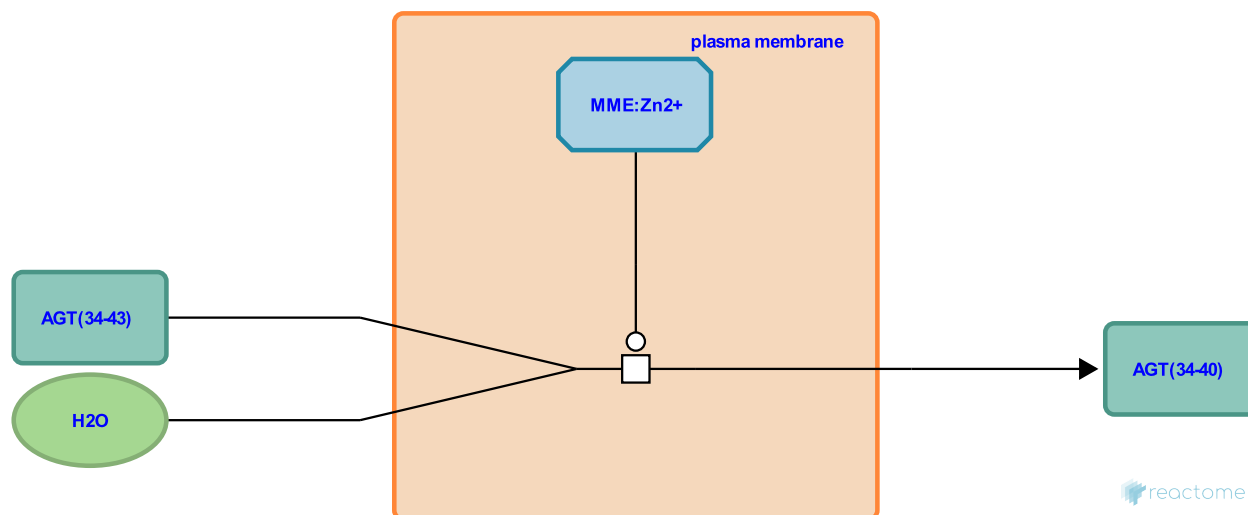 plasma membrane
MME:Zn2+
AGT(34-43)
H2O
AGT(34-40)
reactome